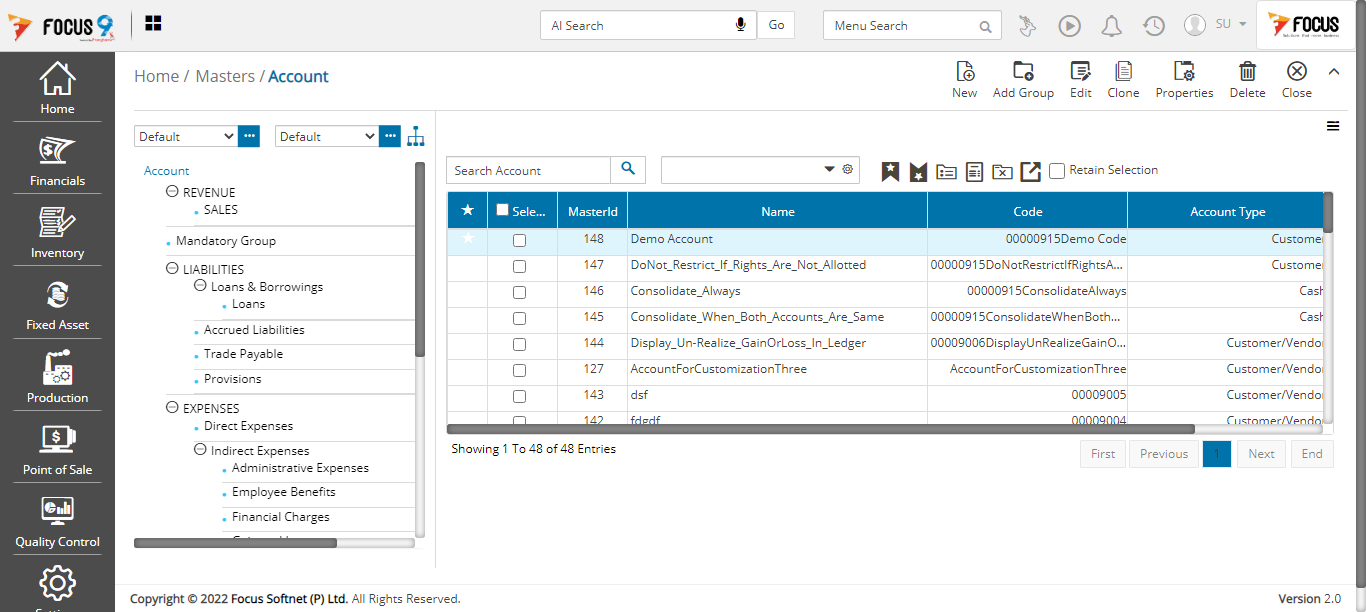 FOCUS 9
AI Search
Go
Menu Search
SU
FOCUS
Home
Financials
Inventory
Fixed Asset
Production
Point of Sale
Quality Control
Home / Masters / Account
New
Add Group
Edit
Clone
Properties
Delete
Close
Default
Default
Account
REVENUE
SALES
Mandatory Group
LIABILITIES
Loans & Borrowings
Loans
Accrued Liabilities
Trade Payable
Provisions
EXPENSES
Direct Expenses
Indirect Expenses
Administrative Expenses
Employee Benefits
Financial Charges
Search Account
Retain Selection
Sele... MasterId Name Code Account Type
148 Demo Account 00000915Demo Code Customer
147 DoNot_Restrict_If_Rights_Are_Not_Allotted 00000915DoNotRestrictIfRightsA... Customer
146 Consolidate_Always 00000915ConsolidateAlways Cash
145 Consolidate_When_Both_Accounts_Are_Same 00000915ConsolidateWhenBoth... Cash
144 Display_Un-Realize_GainOrLoss_In_Ledger 00009006DisplayUnRealizeGainO... Customer/Vendo
127 AccountForCustomizationThree AccountForCustomizationThree Customer/Vendo
143 dsf 00009005 Customer/Vendo
142 fdgdf 00009004 Customer/Vendo
Showing 1 To 48 of 48 Entries
First
Previous
1
Next
End
Copyright © 2022 Focus Softnet (P) Ltd. All Rights Reserved.
Version 2.0